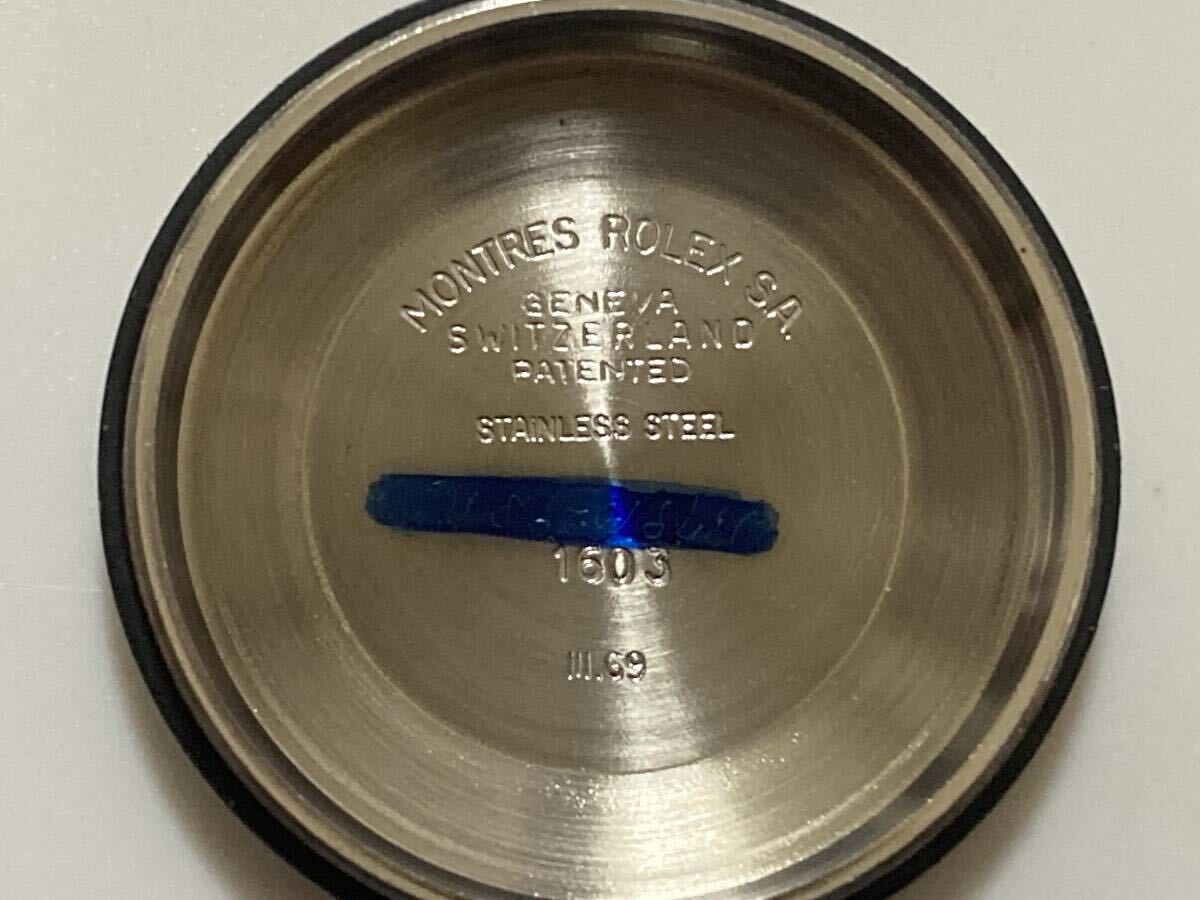 MONTRES ROLEX S.A.
GENEVA
SWITZERLAND
PATENTED
STAINLESS STEEL
1603
III.69